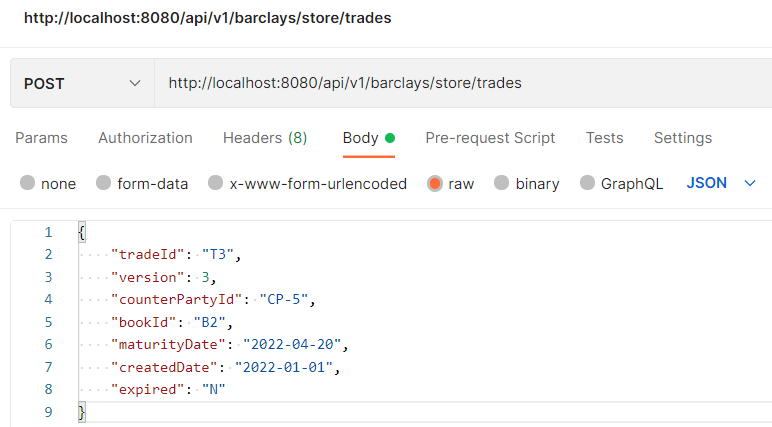 http://localhost:8080/api/v1/barclays/store/trades
POST http://localhost:8080/api/v1/barclays/store/trades
Params Authorization Headers (8) Body Pre-request Script Tests Settings
none form-data x-www-form-urlencoded raw binary GraphQL JSON
1 {
2 "tradeId": "T3",
3 "version": 3,
4 "counterPartyId": "CP-5",
5 "bookId": "B2",
6 "maturityDate": "2022-04-20",
7 "createdDate": "2022-01-01",
8 "expired": "N"
9 }